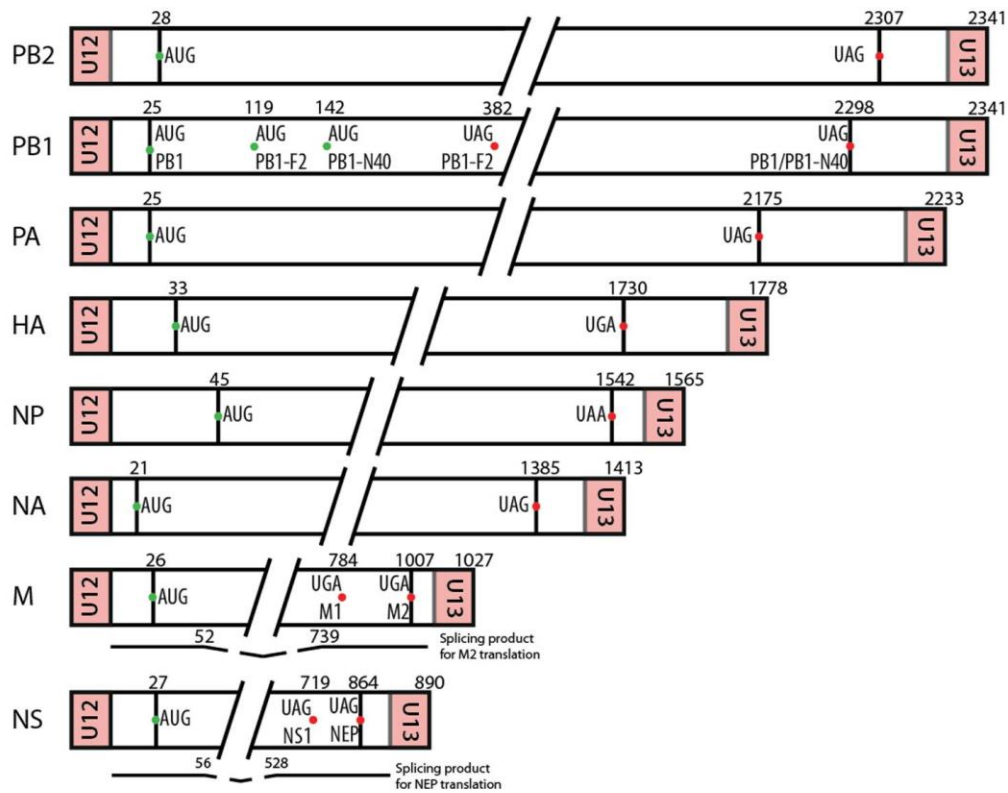 28 2307 2341
PB2 U12 AUG UAG U13
25 119 142 382 2298 2341
PB1 U12 AUG AUG AUG UAG UAG U13
PB1 PB1-F2 PB1-N40 PB1-F2 PB1/PB1-N40
25 2175 2233
PA U12 AUG UAG U13
33 1730 1778
HA U12 AUG UGA U13
45 1542 1565
NP U12 AUG UAA U13
21 1385 1413
NA U12 AUG UAG U13
26 784 1007 1027
M U12 AUG UGA UGA U13
M1 M2
52 739 Splicing product
for M2 translation
27 719 864 890
NS U12 AUG UAG UAG U13
NS1 NEP
56 528 Splicing product
for NEP translation